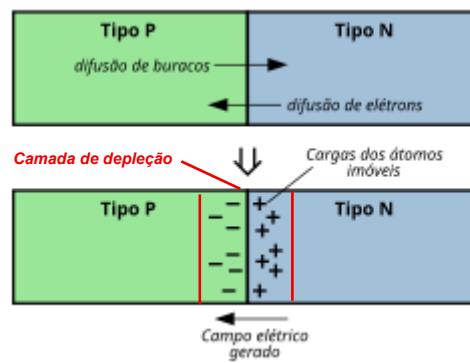 Tipo P
Tipo N
difusão de buracos
difusão de elétrons
Camada de depleção
Cargas dos átomos
imóveis
Tipo P
Tipo N
Campo elétrico
gerado